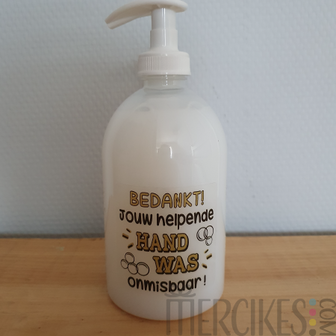 BEDANKT!
Jouw helpende
HAND
WAS
onmisbaar!
MERCIKES.